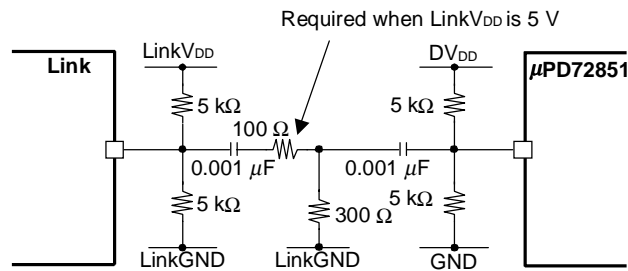 Required when LinkVDD is 5 V
Link
LinkVDD
DVDD
μPD72851
5 kΩ
5 kΩ
100 Ω
0.001 μF
0.001 μF
5 kΩ
300 Ω
5 kΩ
LinkGND
LinkGND
GND